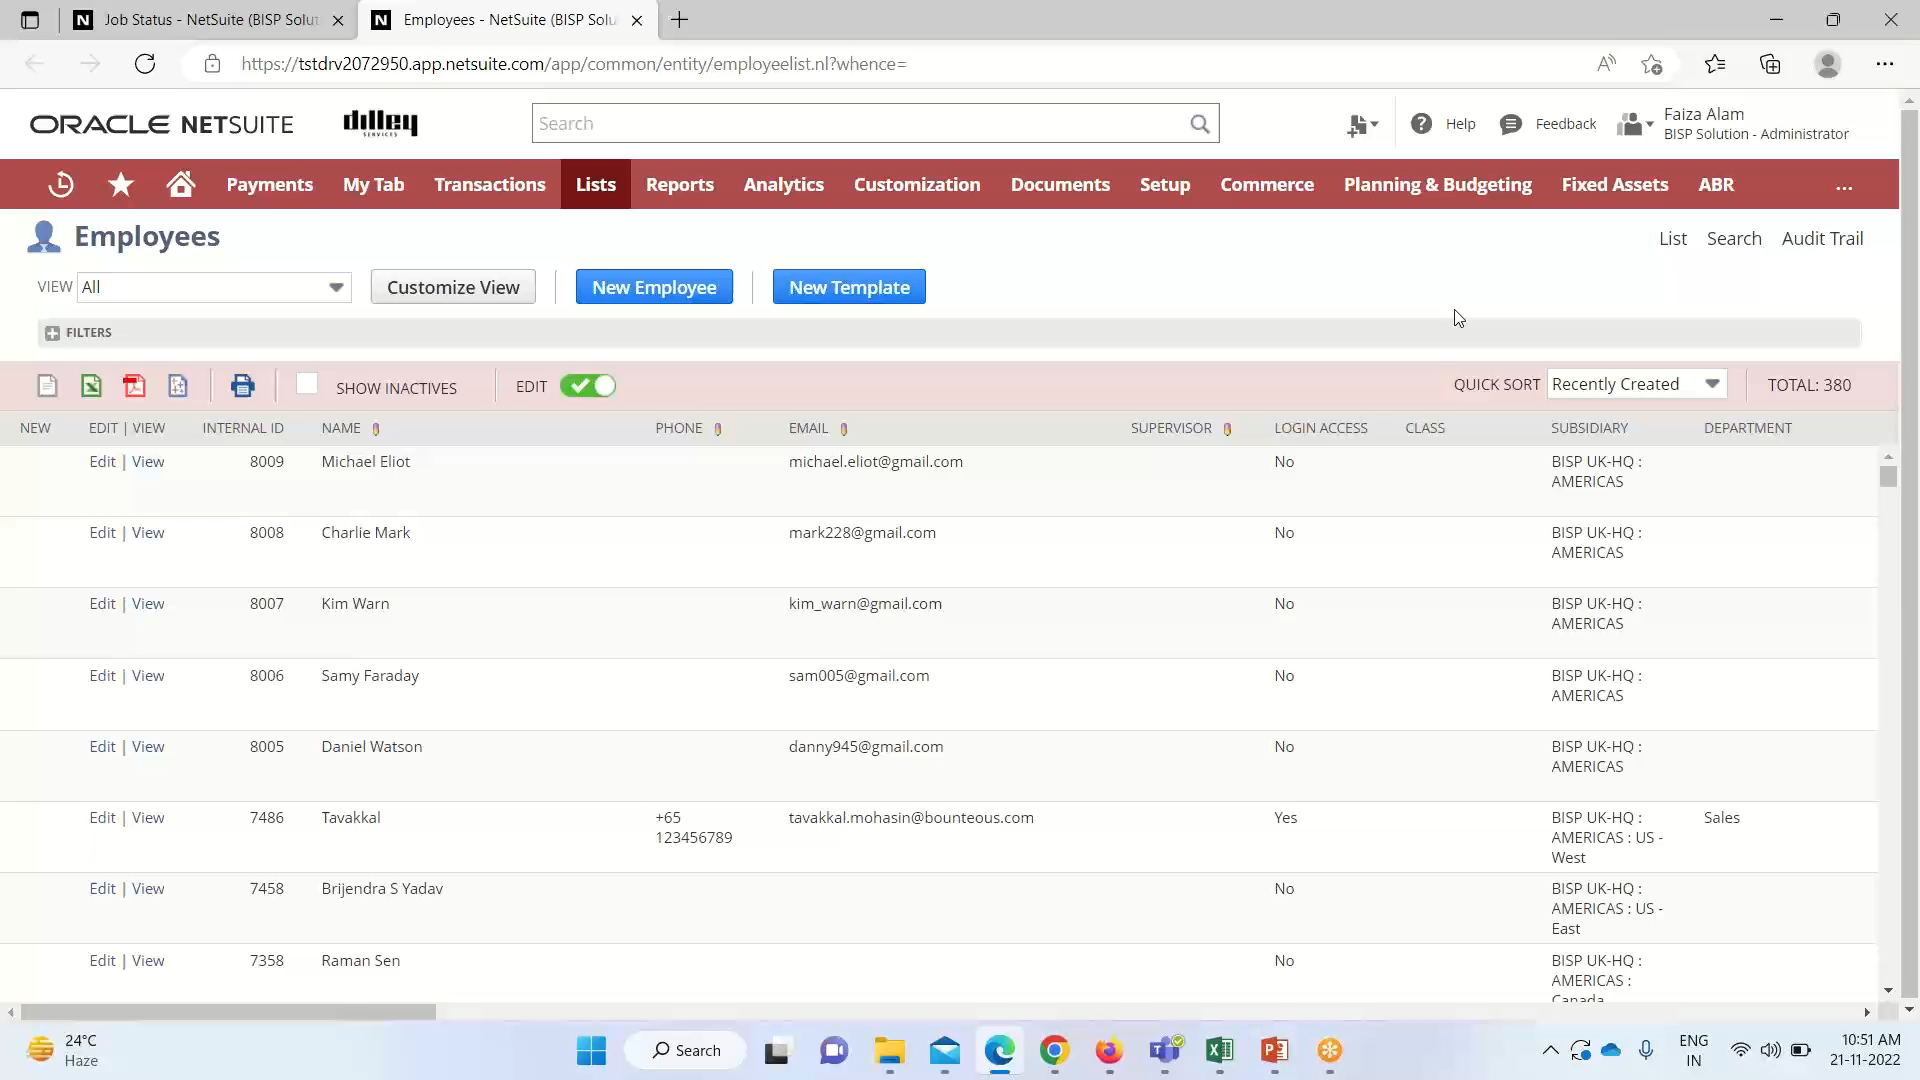 Job Status - NetSuite (BISP Solut
Employees - NetSuite (BISP Solu
https://tstdrv2072950.app.netsuite.com/app/common/entity/employeelist.nl?whence=
ORACLE NETSUITE
dilley
SERVICES
Search
Help
Feedback
Faiza Alam
BISP Solution - Administrator
Payments
My Tab
Transactions
Lists
Reports
Analytics
Customization
Documents
Setup
Commerce
Planning & Budgeting
Fixed Assets
ABR
...
Employees
List
Search
Audit Trail
VIEW
All
Customize View
New Employee
New Template
FILTERS
SHOW INACTIVES
EDIT
QUICK SORT
Recently Created
TOTAL: 380
NEW EDIT | VIEW INTERNAL ID NAME PHONE EMAIL SUPERVISOR LOGIN ACCESS CLASS SUBSIDIARY DEPARTMENT
Edit | View 8009 Michael Eliot michael.eliot@gmail.com No BISP UK-HQ :
AMERICAS
Edit | View 8008 Charlie Mark mark228@gmail.com No BISP UK-HQ :
AMERICAS
Edit | View 8007 Kim Warn kim_warn@gmail.com No BISP UK-HQ :
AMERICAS
Edit | View 8006 Samy Faraday sam005@gmail.com No BISP UK-HQ :
AMERICAS
Edit | View 8005 Daniel Watson danny945@gmail.com No BISP UK-HQ :
AMERICAS
Edit | View 7486 Tavakkal +65 tavakkal.mohasin@bounteous.com Yes BISP UK-HQ : Sales
123456789 AMERICAS : US -
West
Edit | View 7458 Brijendra S Yadav No BISP UK-HQ :
AMERICAS : US -
East
Edit | View 7358 Raman Sen No BISP UK-HQ :
AMERICAS :
Canada
24°C
Haze
Search
ENG
IN
10:51 AM
21-11-2022